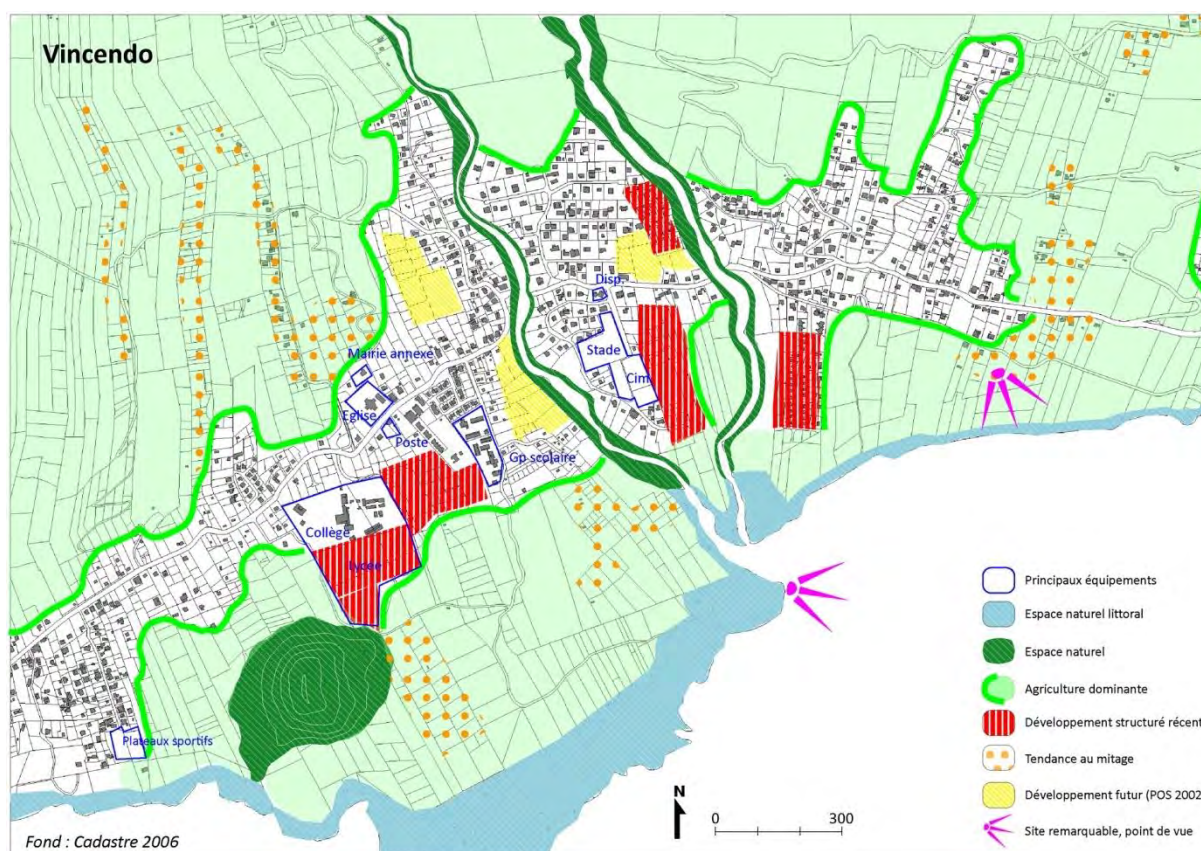 Vincendo
Disp.
Mairie annexe
Stade
Cim.
Eglise
Poste
Gp scolaire
Collège
Lycée
Plateaux sportifs
Principaux équipements
Espace naturel littoral
Espace naturel
Agriculture dominante
Développement structuré récent
Tendance au mitage
Développement futur (POS 2002)
Site remarquable, point de vue
N
0 300
Fond : Cadastre 2006